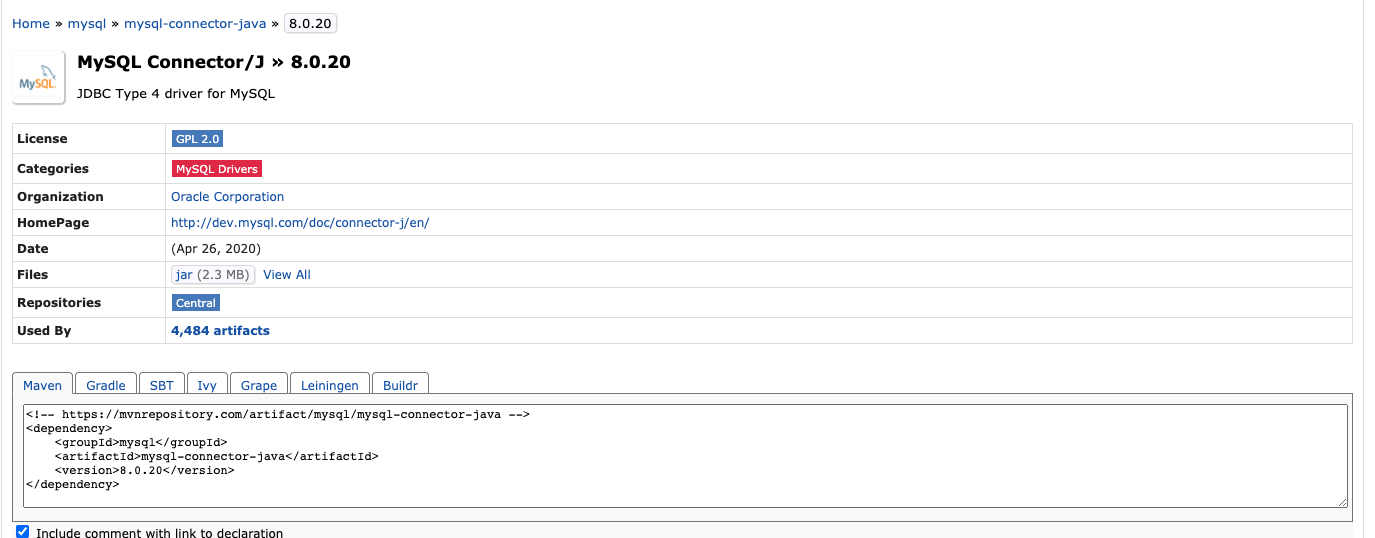 Home » mysql » mysql-connector-java » 8.0.20
MySQL Connector/J » 8.0.20
MySQL
JDBC Type 4 driver for MySQL
License GPL 2.0
Categories MySQL Drivers
Organization Oracle Corporation
HomePage http://dev.mysql.com/doc/connector-j/en/
Date (Apr 26, 2020)
Files jar (2.3 MB) View All
Repositories Central
Used By 4,484 artifacts
Maven Gradle SBT Ivy Grape Leiningen Buildr
<!-- https://mvnrepository.com/artifact/mysql/mysql-connector-java -->
<dependency>
    <groupId>mysql</groupId>
    <artifactId>mysql-connector-java</artifactId>
    <version>8.0.20</version>
</dependency>
Include comment with link to declaration